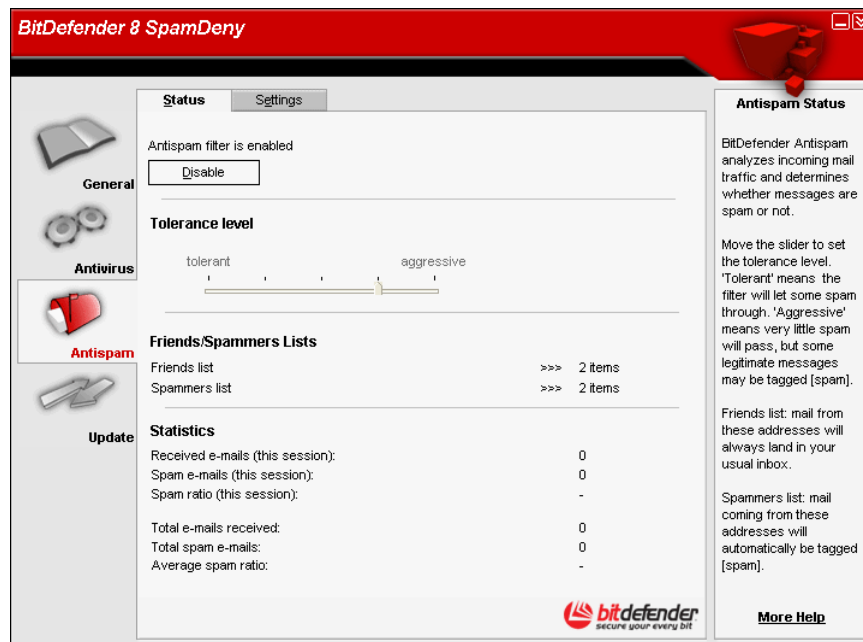 BitDefender 8 SpamDeny
Status
Settings
Antispam filter is enabled
Disable
Tolerance level
tolerant
aggressive
Friends/Spammers Lists
Friends list >>> 2 items
Spammers list >>> 2 items
Statistics
Received e-mails (this session): 0
Spam e-mails (this session): 0
Spam ratio (this session): -
Total e-mails received: 0
Total spam e-mails: 0
Average spam ratio: -
General
Antivirus
Antispam
Update
Antispam Status
BitDefender Antispam
analyzes incoming mail
traffic and determines
whether messages are
spam or not.
Move the slider to set
the tolerance level.
'Tolerant' means the
filter will let some spam
through. 'Aggressive'
means very little spam
will pass, but some
legitimate messages
may be tagged [spam].
Friends list: mail from
these addresses will
always land in your
usual inbox.
Spammers list: mail
coming from these
addresses will
automatically be tagged
[spam].
More Help
bitdefender
secure your every bit